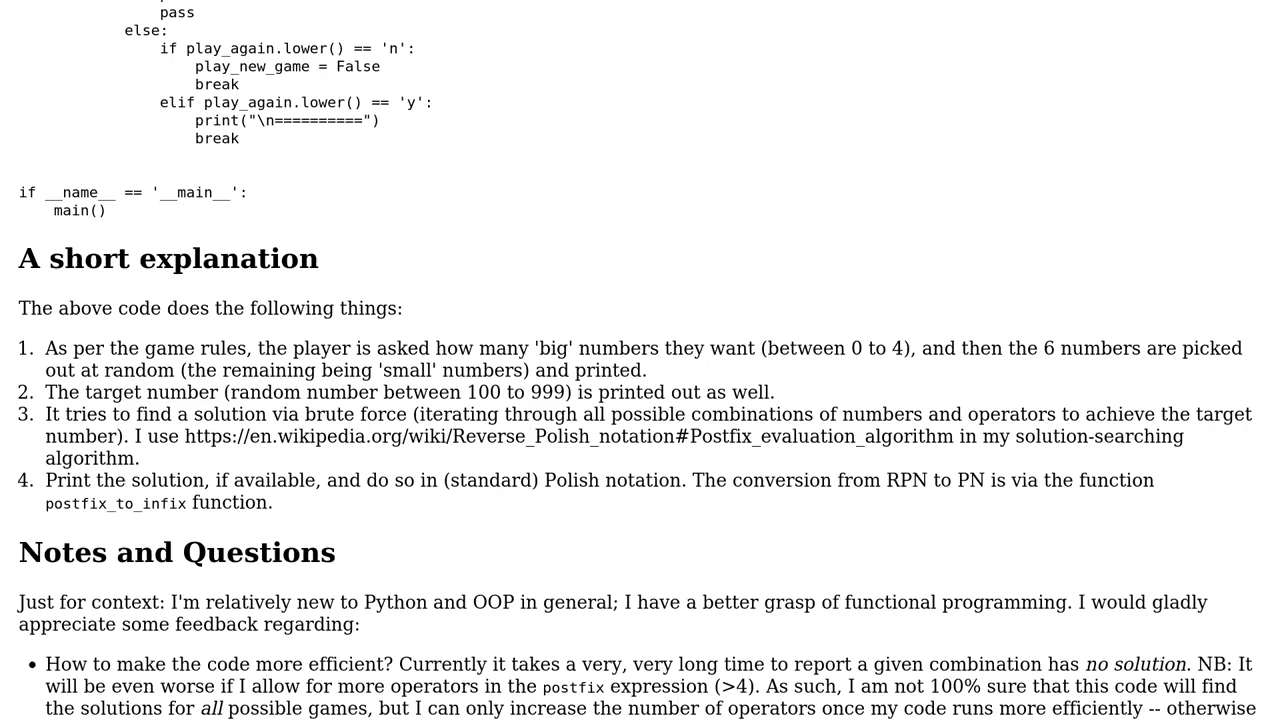 pass
else:
if play_again.lower() == 'n':
play_new_game = False
break
elif play_again.lower() == 'y':
print("\n==========")
break
if __name__ == '__main__':
main()
A short explanation
The above code does the following things:
1. As per the game rules, the player is asked how many 'big' numbers they want (between 0 to 4), and then the 6 numbers are picked
out at random (the remaining being 'small' numbers) and printed.
2. The target number (random number between 100 to 999) is printed out as well.
3. It tries to find a solution via brute force (iterating through all possible combinations of numbers and operators to achieve the target
number). I use https://en.wikipedia.org/wiki/Reverse_Polish_notation#Postfix_evaluation_algorithm in my solution-searching
algorithm.
4. Print the solution, if available, and do so in (standard) Polish notation. The conversion from RPN to PN is via the function
postfix_to_infix function.
Notes and Questions
Just for context: I'm relatively new to Python and OOP in general; I have a better grasp of functional programming. I would gladly
appreciate some feedback regarding:
• How to make the code more efficient? Currently it takes a very, very long time to report a given combination has no solution. NB: It
will be even worse if I allow for more operators in the postfix expression (>4). As such, I am not 100% sure that this code will find
the solutions for all possible games, but I can only increase the number of operators once my code runs more efficiently -- otherwise